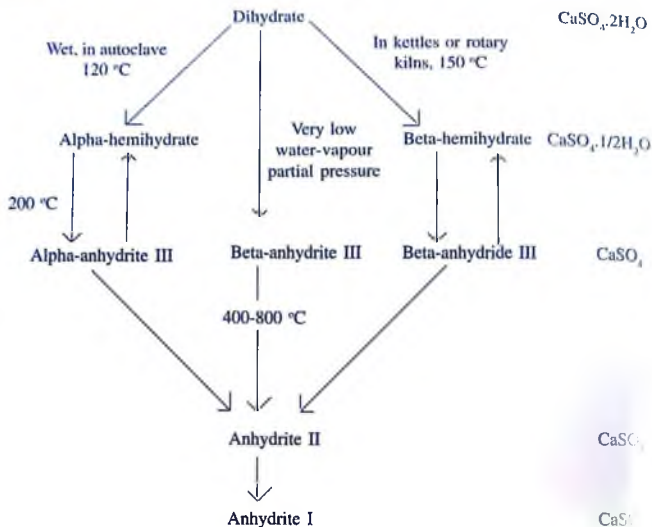 Dihydrate
CaSO₄.2H₂O
Wet, in autoclave
120 °C
In kettles or rotary
kilns, 150 °C
Alpha-hemihydrate
Very low
water-vapour
partial pressure
Beta-hemihydrate
CaSO₄.1/2H₂O
200 °C
Alpha-anhydrite III
Beta-anhydrite III
Beta-anhydride III
CaSO₄
400-800 °C
Anhydrite II
Anhydrite I